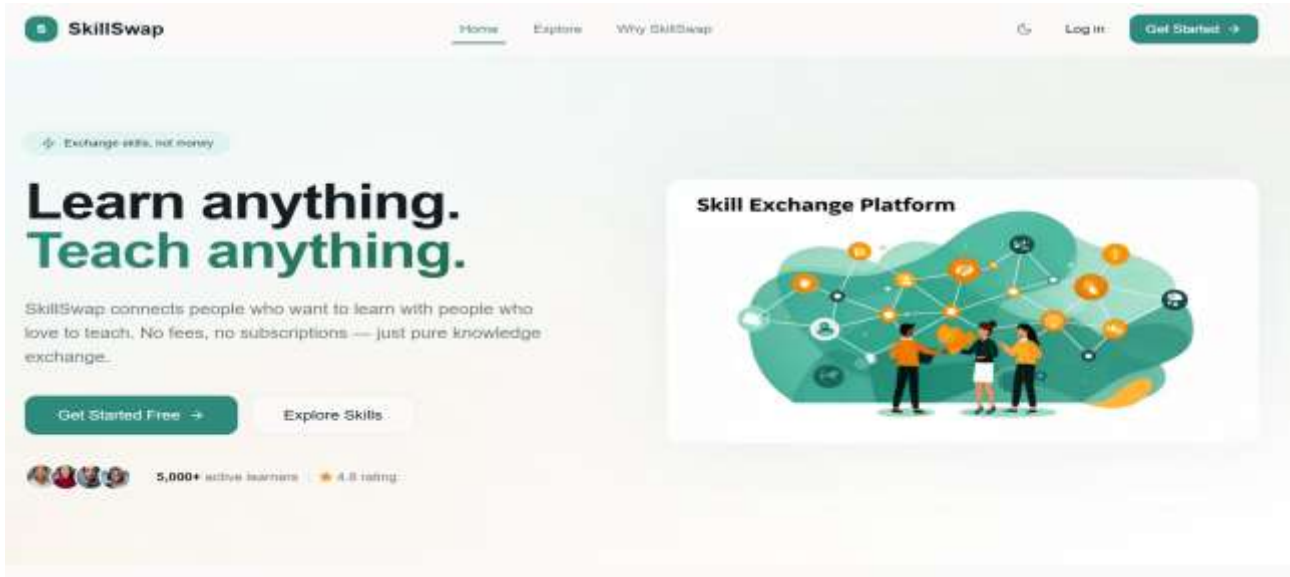 S
SkillSwap
Home
Explore
Why SkillSwap
Log in
Get Started →
Exchange skills, not money
Learn anything.
Teach anything.
SkillSwap connects people who want to learn with people who
love to teach. No fees, no subscriptions — just pure knowledge
exchange.
Get Started Free →
Explore Skills
5,000+ active learners
4.8 rating
Skill Exchange Platform